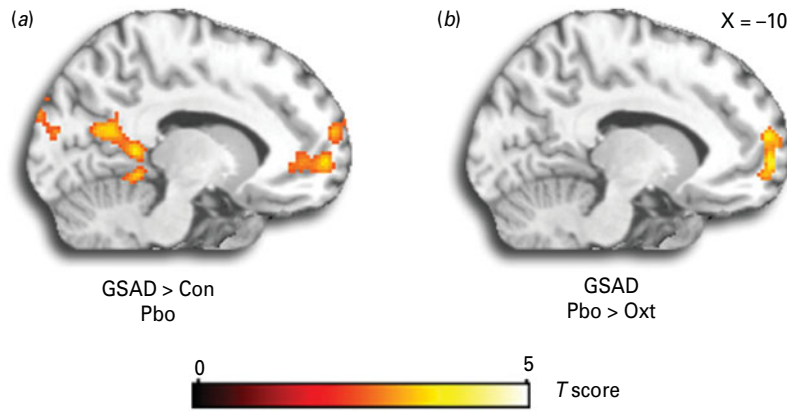 (a)
(b)
X = –10
GSAD > Con
Pbo
GSAD
Pbo > Oxt
0
5
T score